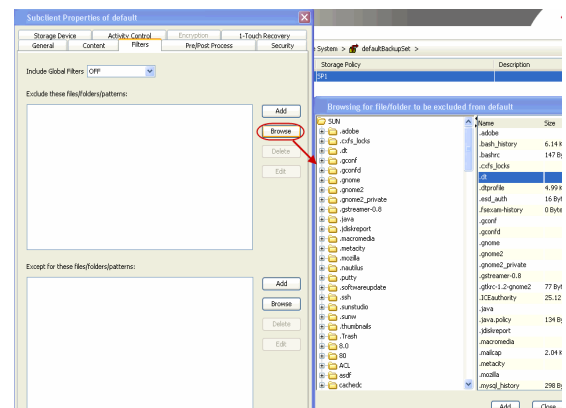 Subclient Properties of default
Storage Device Activity Control Encryption 1-Touch Recovery
General Content Filters Pre/Post Process Security
Include Global Filters OFF
Exclude these files/folders/patterns:
Add
Browse
Delete
Edit
Except for these files/folders/patterns:
Add
Browse
Delete
Edit
System > defaultBackupSet >
Storage Policy Description
SP1
Browsing for file/folder to be excluded from default
SUN
.adobe
.cxfs_locks
.dt
.gconf
.gconfd
.gnome
.gnome2
.gnome2_private
.gstreamer-0.8
.java
.jdiskreport
.macromedia
.metacity
.mozilla
.nautilus
.putty
.softwareupdate
.ssh
.sunstudio
.sunw
.thumbnails
.Trash
8.0
80
ACL
asdf
cachedc
Name Size
.adobe
.bash_history 6.14 K
.bashrc 147 By
.cxfs_locks
.dt
.dtprofile 4.99 K
.esd_auth 16 Byt
.fsexam-history 0 Byte
.gconf
.gconfd
.gnome
.gnome2
.gnome2_private
.gstreamer-0.8
.gtkrc-1.2-gnome2 77 Byt
.ICEauthority 25.12
.java
.java.policy 134 By
.jdiskreport
.macromedia
.mailcap 2.04 K
.metacity
.mozilla
.mysql_history 298 By
Add Close